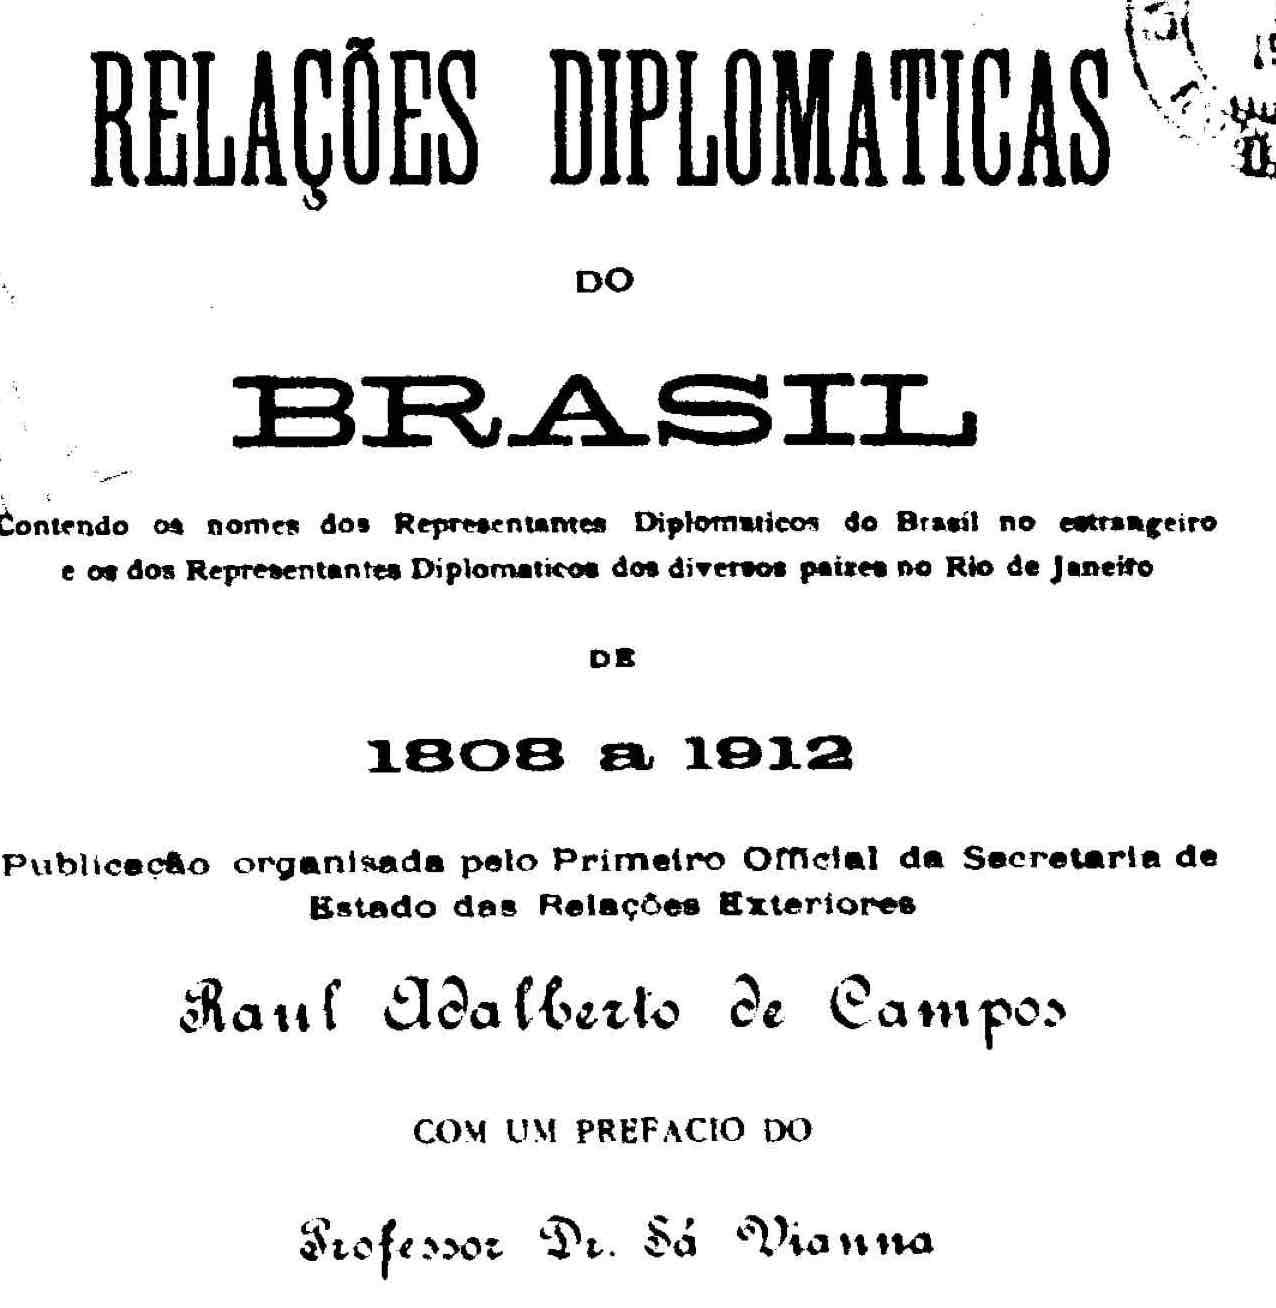 RELAÇÕES DIPLOMATICAS
DO
BRASIL
Contendo os nomes dos Representantes Diplomaticos do Brasil no estrangeiro
e os dos Representantes Diplomaticos dos diversos paizes no Rio de Janeiro
DE
1808 a 1912
Publicação organisada pelo Primeiro Official da Secretaria de
Estado das Relações Exteriores
Raul Adalberto de Campos
COM UM PREFACIO DO
Professor Dr. Sá Vianna